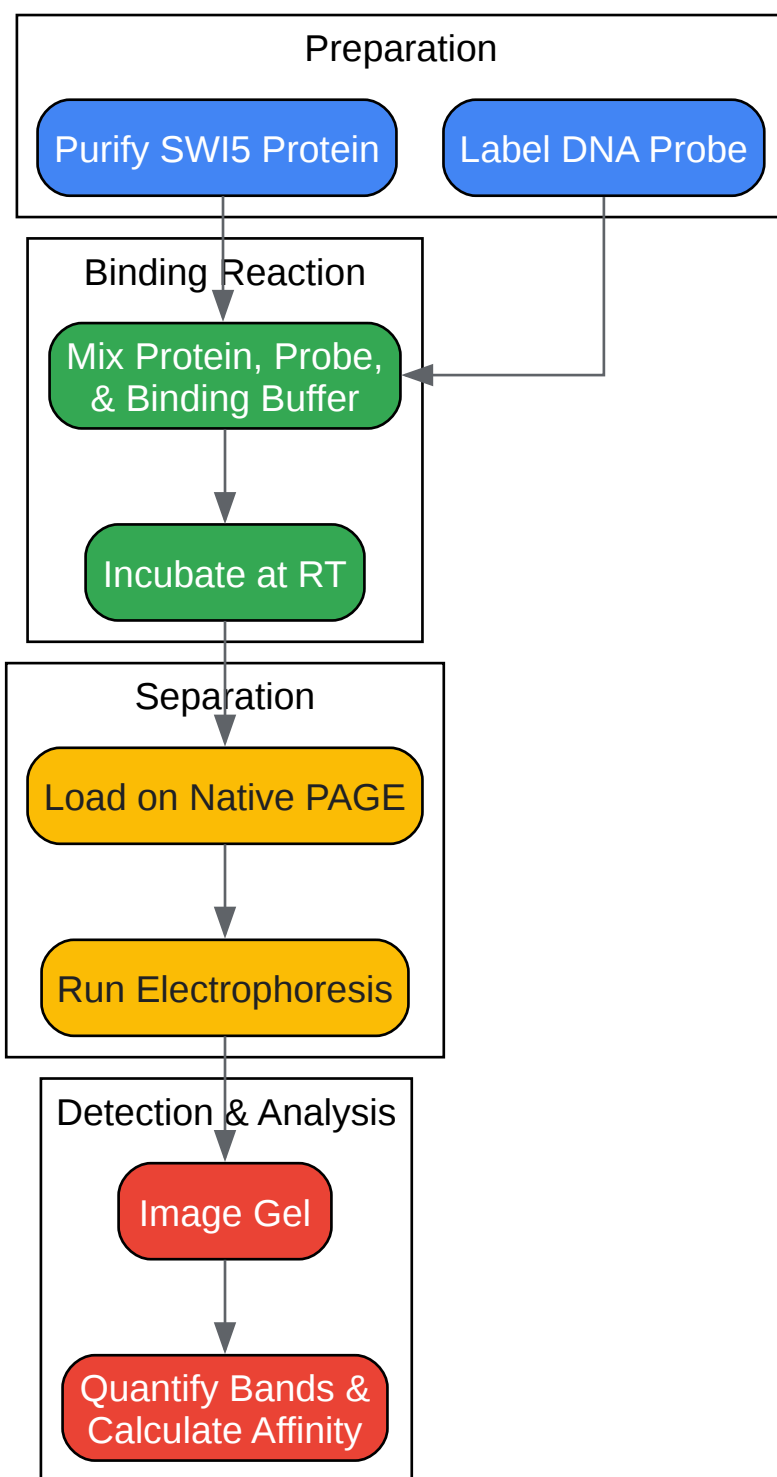 Preparation
Purify SWI5 Protein
Label DNA Probe
Binding Reaction
Mix Protein, Probe,
& Binding Buffer
Incubate at RT
Separation
Load on Native PAGE
Run Electrophoresis
Detection & Analysis
Image Gel
Quantify Bands &
Calculate Affinity